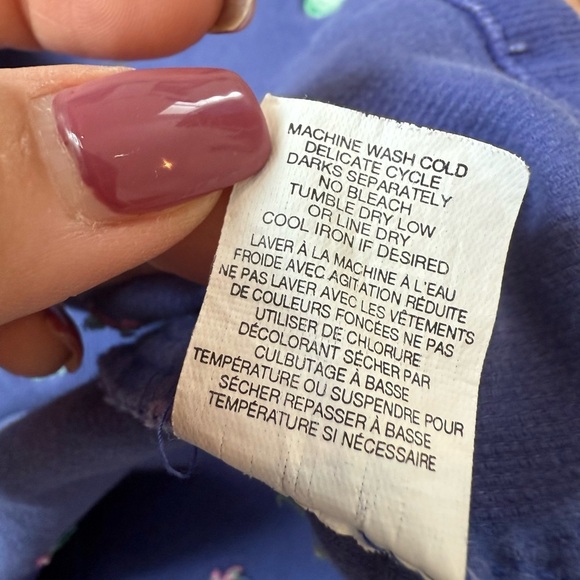 MACHINE WASH COLD
DELICATE CYCLE
DARKS SEPARATELY
NO BLEACH
TUMBLE DRY LOW
OR LINE DRY
COOL IRON IF DESIRED
LAVER À LA MACHINE À L'EAU
FROIDE AVEC AGITATION RÉDUITE
NE PAS LAVER AVEC LES VÊTEMENTS
DE COULEURS FONCÉES NE PAS
UTILISER DE CHLORURE
DÉCOLORANT SÉCHER PAR
CULBUTAGE À BASSE
TEMPÉRATURE OU SUSPENDRE POUR
SÉCHER REPASSER À BASSE
TEMPÉRATURE SI NÉCESSAIRE